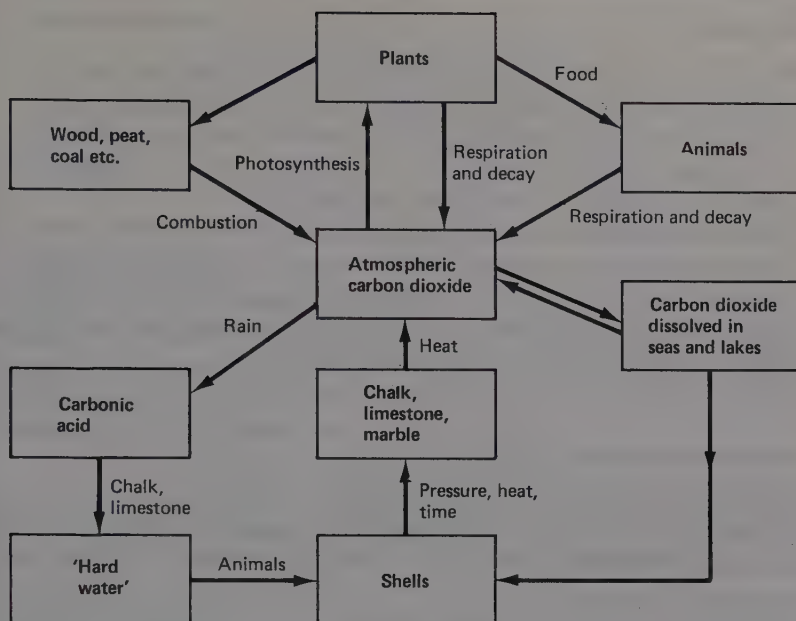 Plants
Food
Wood, peat,
coal etc.
Photosynthesis
Respiration
and decay
Animals
Combustion
Respiration and decay
Atmospheric
carbon dioxide
Carbon dioxide
dissolved in
seas and lakes
Rain
Heat
Carbonic
acid
Chalk,
limestone,
marble
Chalk,
limestone
Pressure, heat,
time
'Hard
water'
Animals
Shells